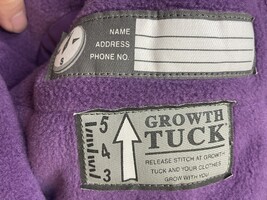 NAME
ADDRESS
PHONE NO.
S
GROWTH
TUCK
5
4
3
RELEASE STITCH AT GROWTH
TUCK AND YOUR CLOTHES
GROW WITH YOU